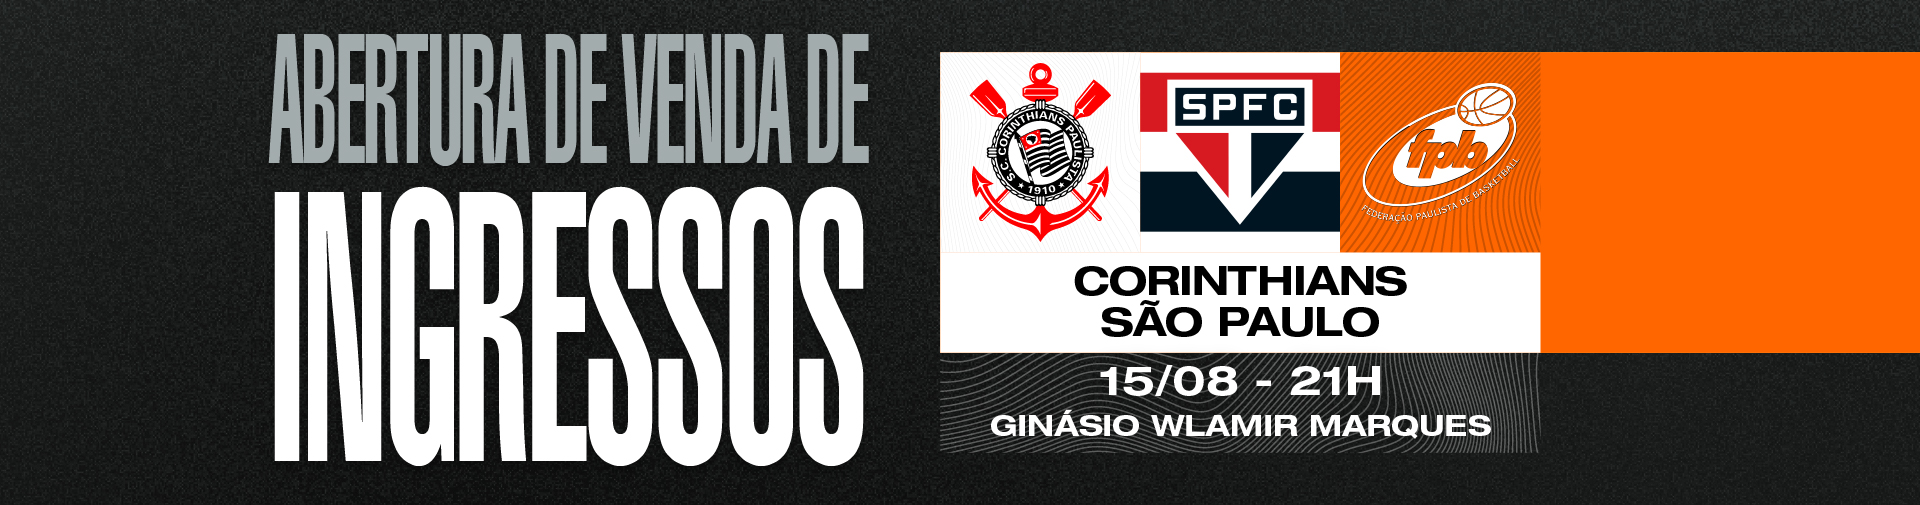 ABERTURA DE VENDA DE
INGRESSOS
S.C. CORINTHIANS PAULISTA
1910
SPFC
fpb
FEDERAÇÃO PAULISTA DE BASKETBALL
CORINTHIANS
SÃO PAULO
15/08 - 21H
GINÁSIO WLAMIR MARQUES